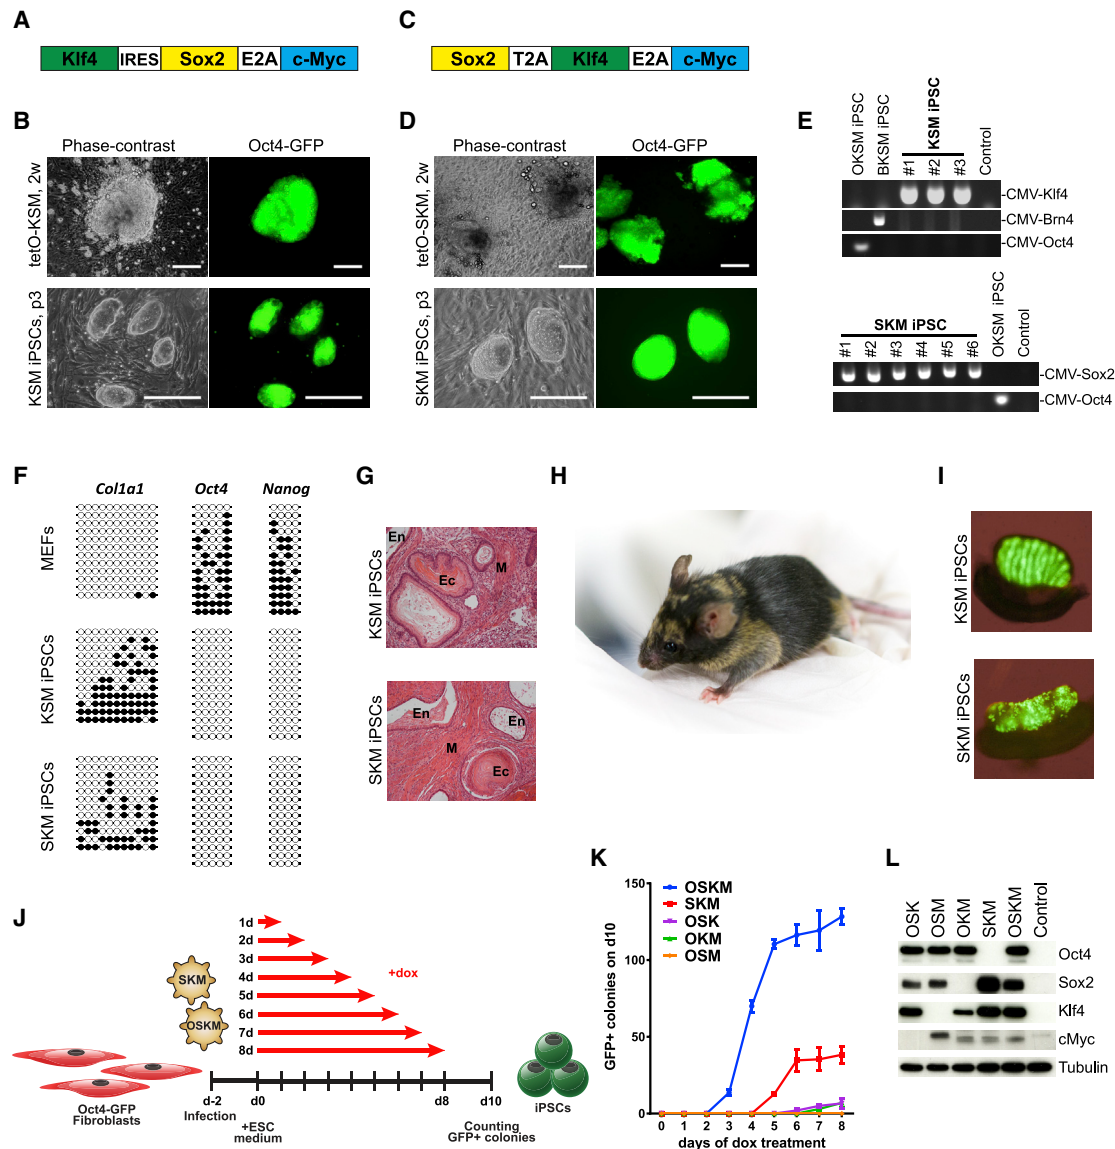 A
Klf4 IRES Sox2 E2A c-Myc
B
Phase-contrast Oct4-GFP
tetO-KSM, 2w
KSM iPSCs, p3
C
Sox2 T2A Klf4 E2A c-Myc
D
Phase-contrast Oct4-GFP
tetO-SKM, 2w
SKM iPSCs, p3
E
OKSM iPSC
BKSM iPSC
KSM iPSC
#1 #2 #3
Control
-CMV-Klf4
-CMV-Brn4
-CMV-Oct4
SKM iPSC
#1 #2 #3 #4 #5 #6
OKSM iPSC
Control
-CMV-Sox2
-CMV-Oct4
F
Col1a1 Oct4 Nanog
MEFs
KSM iPSCs
SKM iPSCs
G
KSM iPSCs
En
M
Ec
SKM iPSCs
En
En
M
Ec
H
I
KSM iPSCs
SKM iPSCs
J
1d
2d
3d
4d
5d
6d
7d
8d
+dox
SKM
OSKM
Oct4-GFP
Fibroblasts
d-2 d0 d8 d10
Infection
+ESC
medium
Counting
GFP+ colonies
iPSCs
K
GFP+ colonies on d10
150
100
50
0
OSKM
SKM
OSK
OKM
OSM
0 1 2 3 4 5 6 7 8
days of dox treatment
L
OSK OSM OKM SKM OSKM Control
Oct4
Sox2
Klf4
cMyc
Tubulin